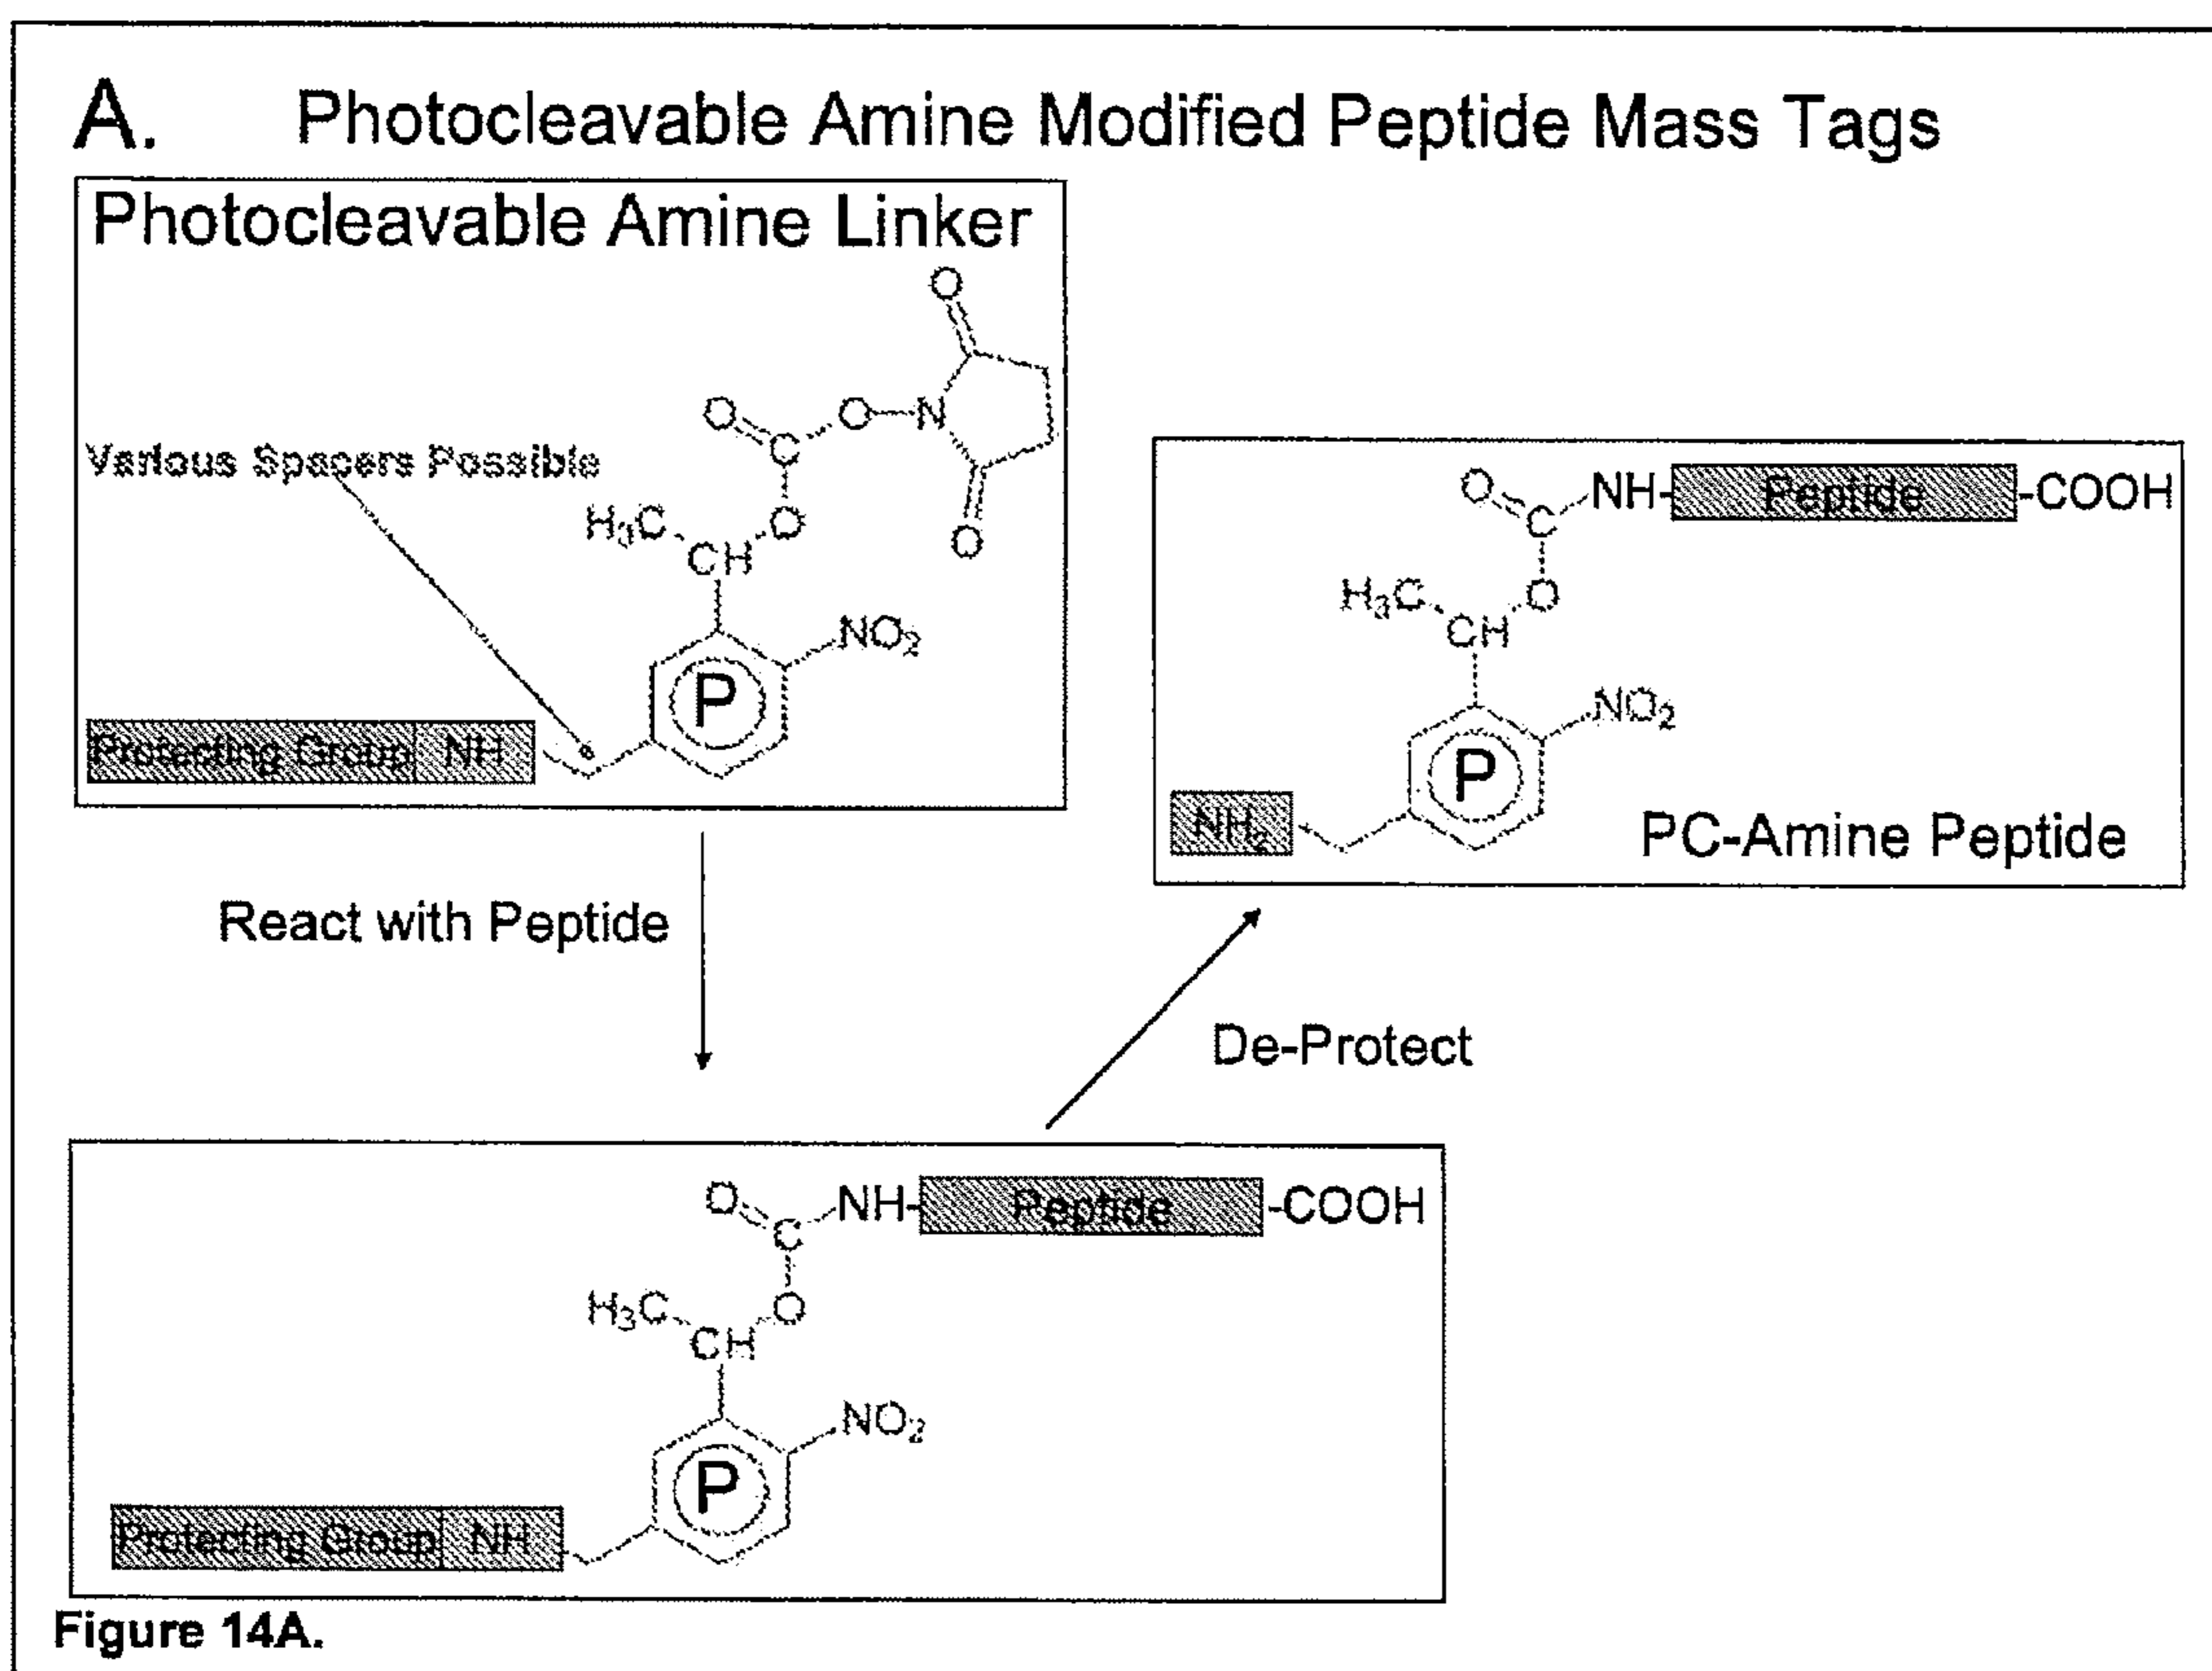 A. Photocleavable Amine Modified Peptide Mass Tags
Photocleavable Amine Linker
O
O
O
N
C
Various Spacers Possible
H₃C
O
O
CH
NO₂
P
Protecting Group NH
O
C
NH-Peptide-COOH
H₃C
O
CH
NO₂
P
NH₂
PC-Amine Peptide
React with Peptide
De-Protect
O
C
NH-Peptide-COOH
H₃C
O
CH
NO₂
P
Protecting Group NH
Figure 14A.